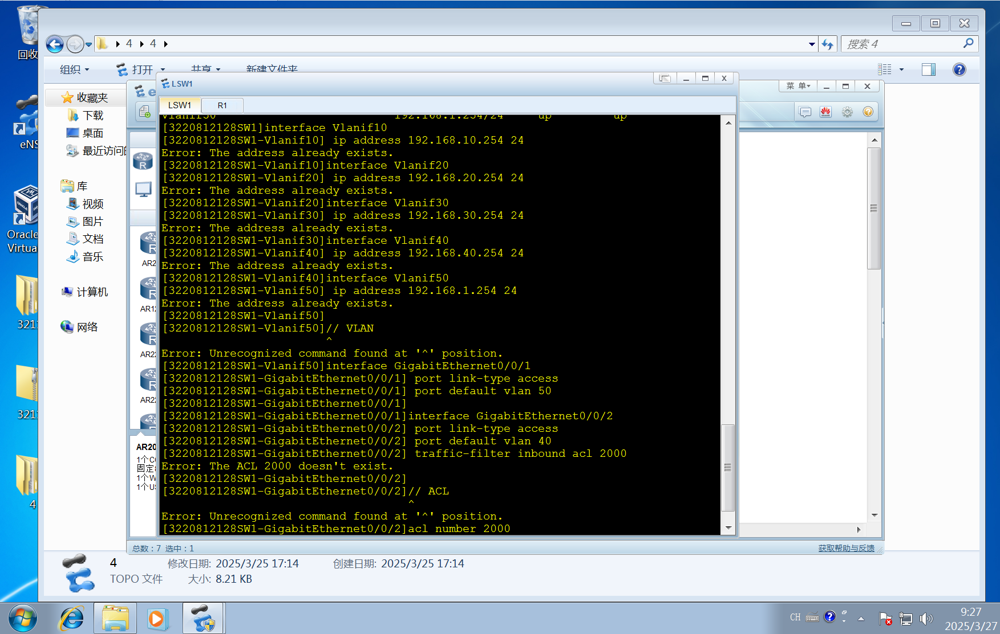 回收
eNS
Oracle
Virtua
3211
3211
4
4
4
搜索 4
组织
打开
共享
新建文件夹
收藏夹
下载
桌面
最近访问的
库
视频
图片
文档
音乐
计算机
网络
e
菜 单
AR2
AR12
AR22
AR22
AR20
1个CO
固定
1个W
1个US
LSW1
LSW1
R1
Vlanif50 192.168.1.254/24 up up
[3220812128SW1]interface Vlanif10
[3220812128SW1-Vlanif10] ip address 192.168.10.254 24
Error: The address already exists.
[3220812128SW1-Vlanif10]interface Vlanif20
[3220812128SW1-Vlanif20] ip address 192.168.20.254 24
Error: The address already exists.
[3220812128SW1-Vlanif20]interface Vlanif30
[3220812128SW1-Vlanif30] ip address 192.168.30.254 24
Error: The address already exists.
[3220812128SW1-Vlanif30]interface Vlanif40
[3220812128SW1-Vlanif40] ip address 192.168.40.254 24
Error: The address already exists.
[3220812128SW1-Vlanif40]interface Vlanif50
[3220812128SW1-Vlanif50] ip address 192.168.1.254 24
Error: The address already exists.
[3220812128SW1-Vlanif50]
[3220812128SW1-Vlanif50]// VLAN
^
Error: Unrecognized command found at '^' position.
[3220812128SW1-Vlanif50]interface GigabitEthernet0/0/1
[3220812128SW1-GigabitEthernet0/0/1] port link-type access
[3220812128SW1-GigabitEthernet0/0/1] port default vlan 50
[3220812128SW1-GigabitEthernet0/0/1]
[3220812128SW1-GigabitEthernet0/0/1]interface GigabitEthernet0/0/2
[3220812128SW1-GigabitEthernet0/0/2] port link-type access
[3220812128SW1-GigabitEthernet0/0/2] port default vlan 40
[3220812128SW1-GigabitEthernet0/0/2] traffic-filter inbound acl 2000
Error: The ACL 2000 doesn't exist.
[3220812128SW1-GigabitEthernet0/0/2]
[3220812128SW1-GigabitEthernet0/0/2]// ACL
^
Error: Unrecognized command found at '^' position.
[3220812128SW1-GigabitEthernet0/0/2]acl number 2000
总数：7 选中：1
获取帮助与反馈
4
修改日期: 2025/3/25 17:14
创建日期: 2025/3/25 17:14
TOPO 文件
大小: 8.21 KB
CH
9:27
2025/3/27